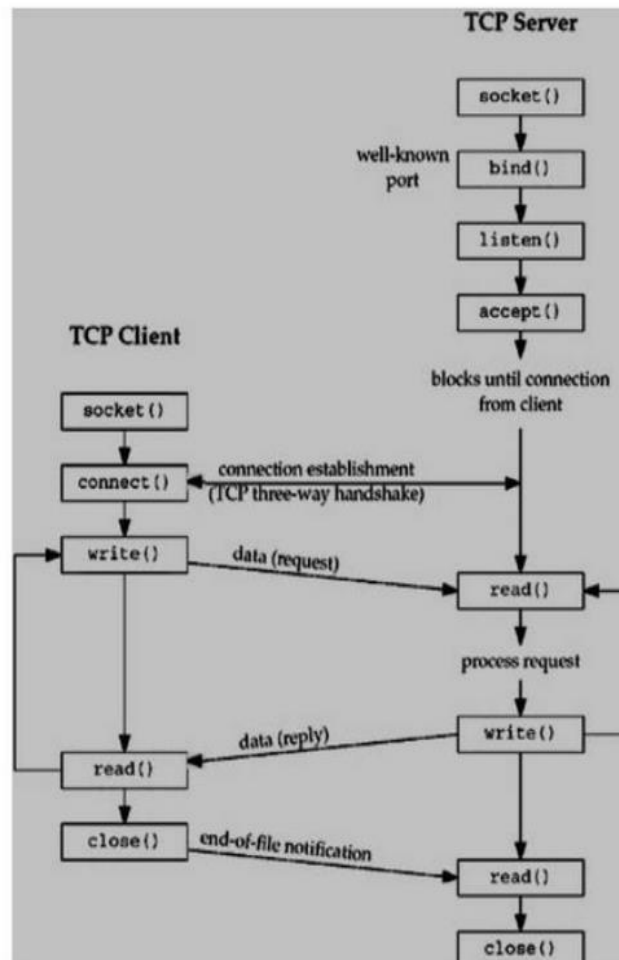 TCP Server
socket()
well-known
port
bind()
listen()
accept()
TCP Client
blocks until connection
from client
socket()
connection establishment
(TCP three-way handshake)
connect()
write()
data (request)
read()
process request
data (reply)
write()
read()
close()
end-of-file notification
read()
close()